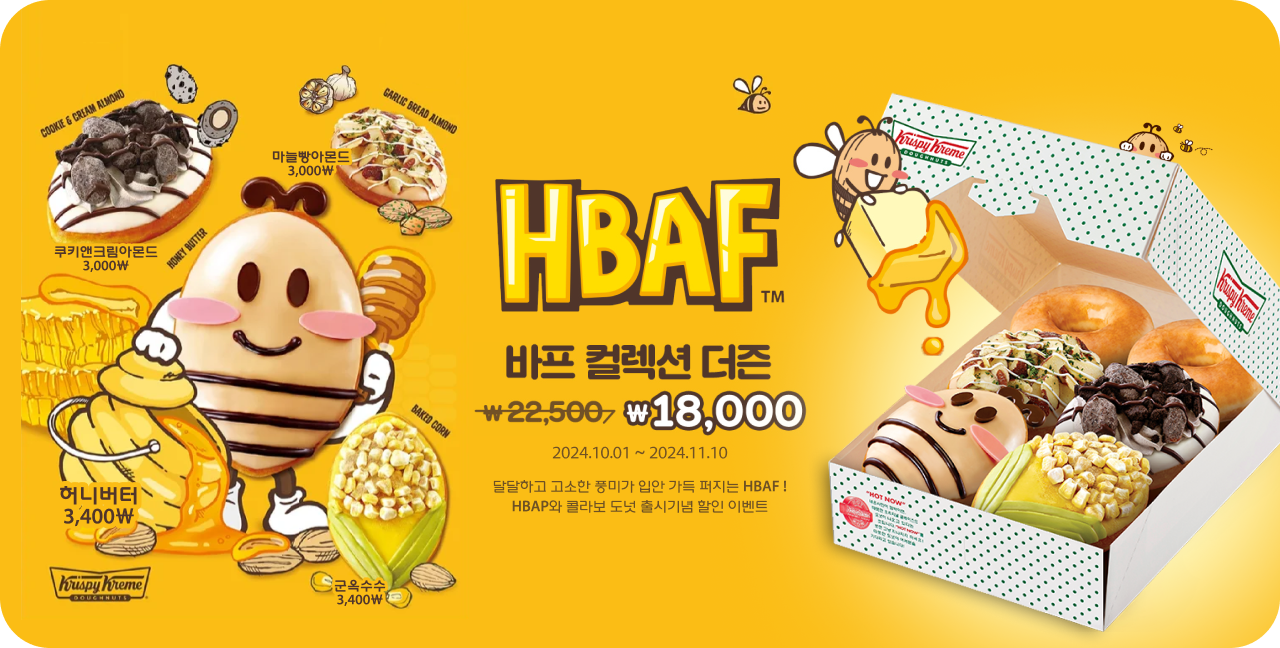 COOKIE & CREAM ALMOND
쿠키앤크림아몬드
3,000₩
GARLIC BREAD ALMOND
마늘빵아몬드
3,000₩
HONEY BUTTER
허니버터
3,400₩
BAKED CORN
군옥수수
3,400₩
Krispy Kreme
DOUGHNUTS
HBAF
TM
바프 컬렉션 더즌
₩22,500 ₩18,000
2024.10.01 ~ 2024.11.10
달달하고 고소한 풍미가 입안 가득 퍼지는 HBAF !
HBAP와 콜라보 도넛 출시기념 할인 이벤트
Krispy Kreme
DOUGHNUTS
Krispy Kreme
DOUGHNUTS
"HOT NOW"